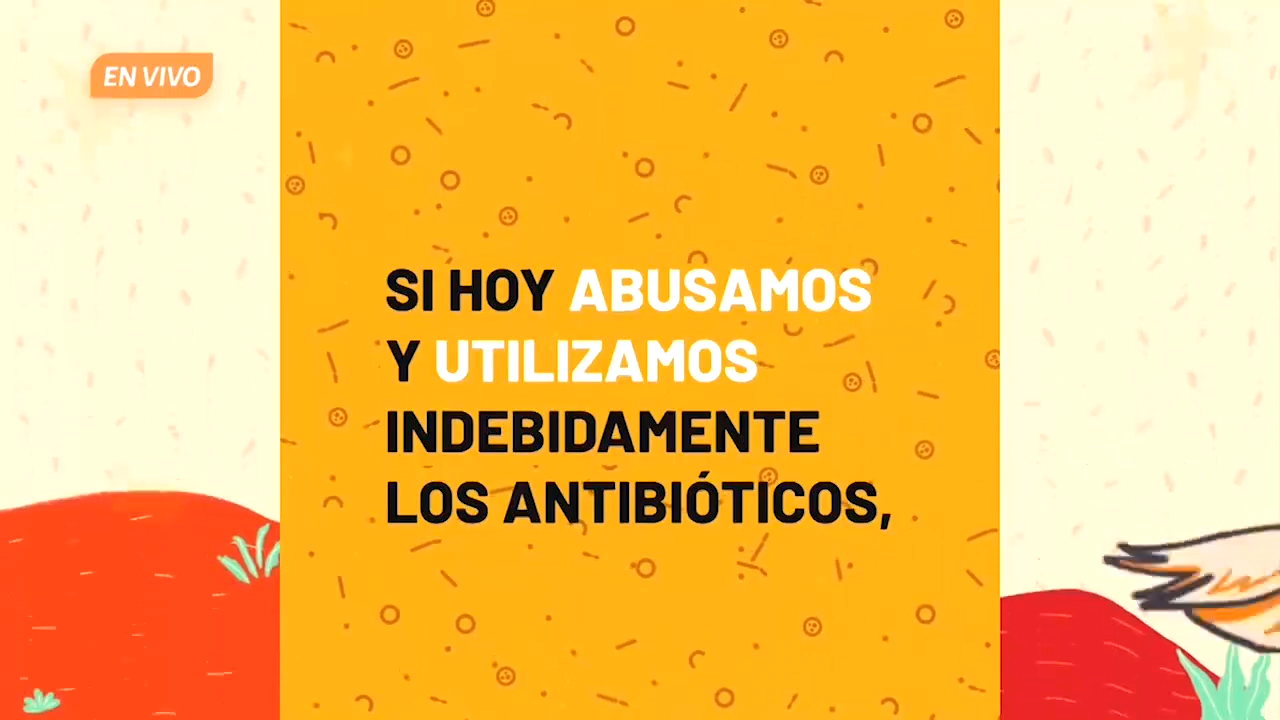 EN VIVO
SI HOY ABUSAMOS
Y UTILIZAMOS
INDEBIDAMENTE
LOS ANTIBIÓTICOS,